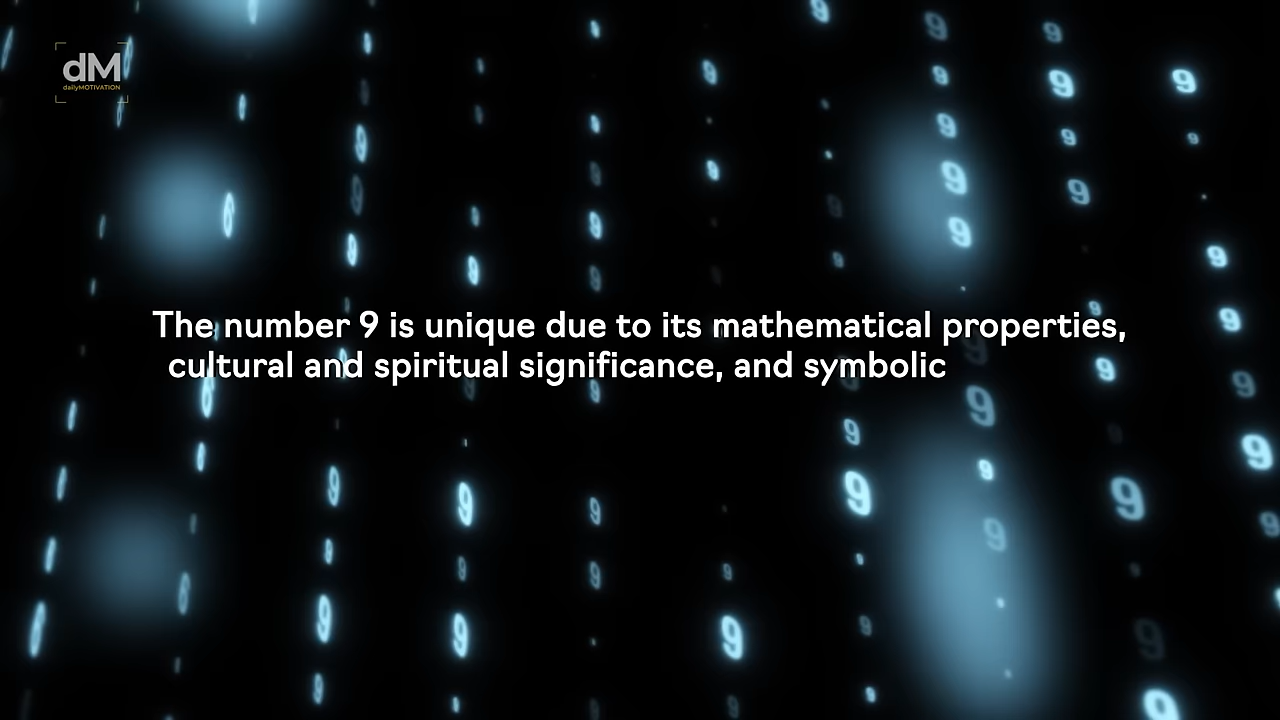 dM
dailyMOTIVATION
The number 9 is unique due to its mathematical properties,
cultural and spiritual significance, and symbolic